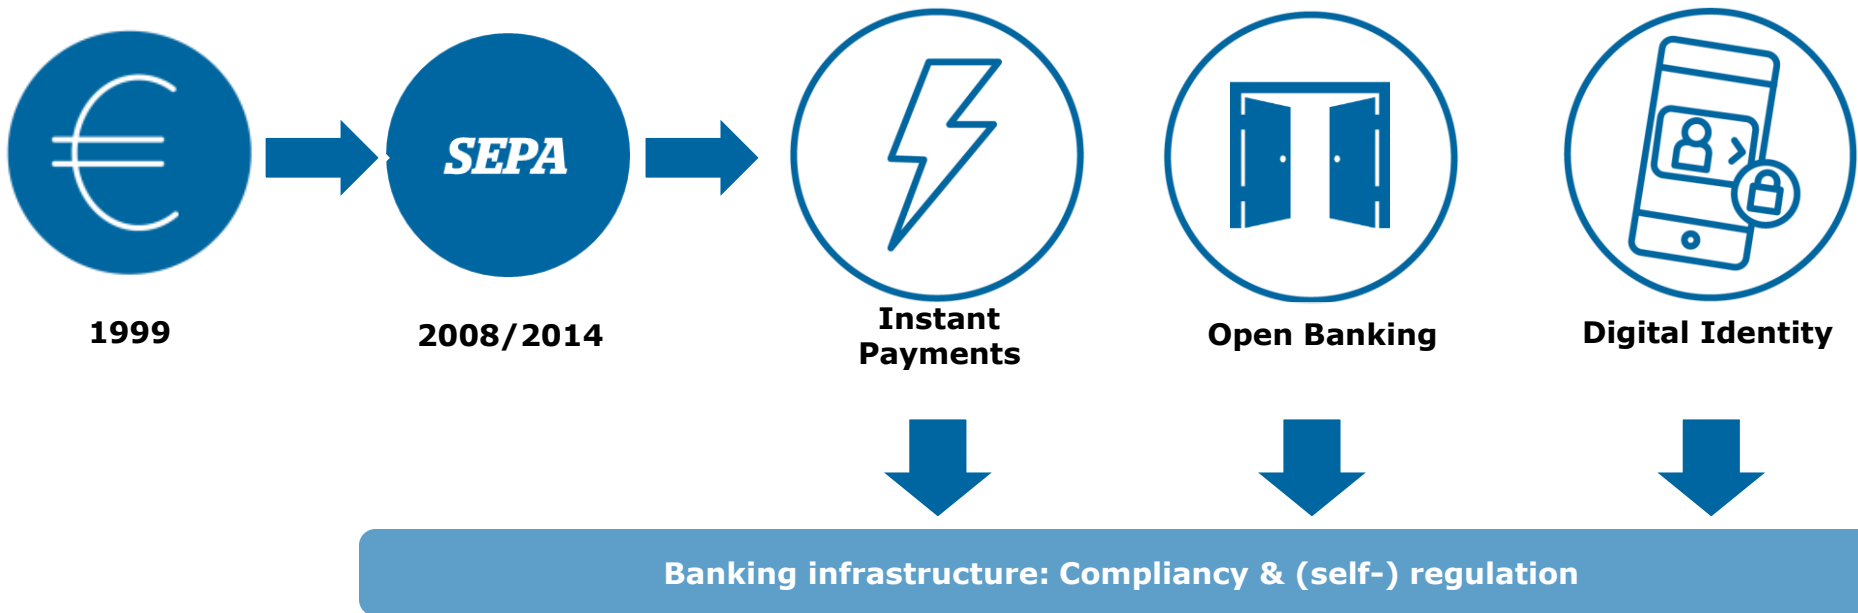 €
SEPA
1999
2008/2014
Instant
Payments
Open Banking
Digital Identity
Banking infrastructure: Compliancy & (self-) regulation